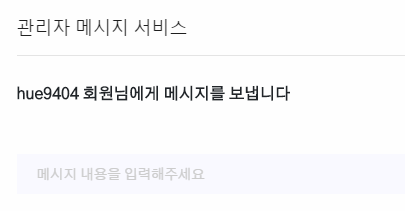 관리자 메시지 서비스
hue9404 회원님에게 메시지를 보냅니다
메시지 내용을 입력해주세요